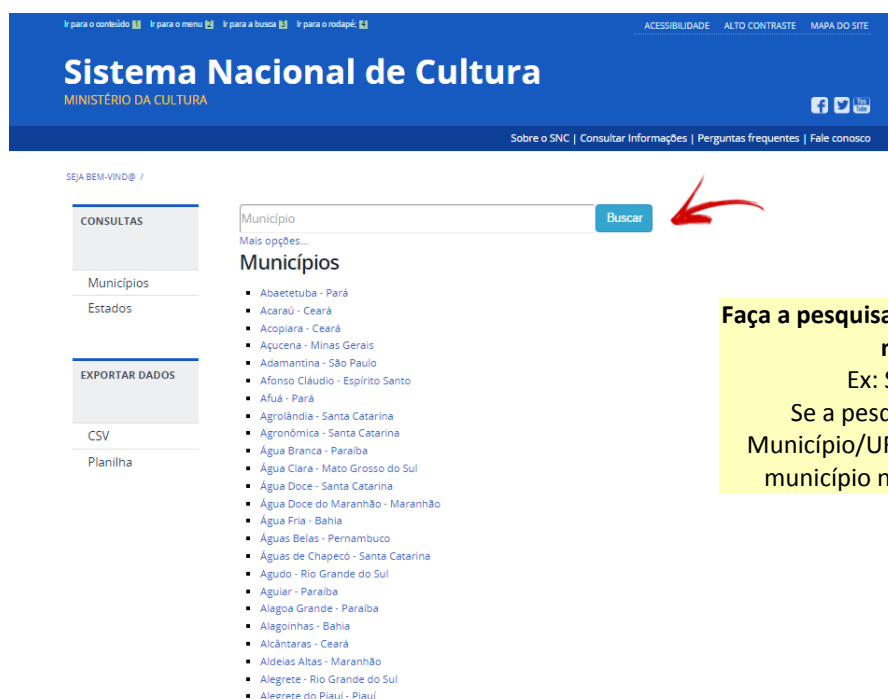 Ir para o conteúdo 1 Ir para o menu 2 Ir para a busca 3 Ir para o rodapé: 4
ACESSIBILIDADE ALTO CONTRASTE MAPA DO SITE
Sistema Nacional de Cultura
MINISTÉRIO DA CULTURA
You Tube
Sobre o SNC | Consultar Informações | Perguntas frequentes | Fale conosco
SEJA BEM-VIND@ /
CONSULTAS
Municípios
Estados
EXPORTAR DADOS
CSV
Planilha
Município
Buscar
Mais opções...
Municípios
Abaetetuba - Pará
Acaraú - Ceará
Acopiara - Ceará
Açucena - Minas Gerais
Adamantina - São Paulo
Afonso Cláudio - Espírito Santo
Afuá - Pará
Agrolândia - Santa Catarina
Agronômica - Santa Catarina
Água Branca - Paraíba
Água Clara - Mato Grosso do Sul
Água Doce - Santa Catarina
Água Doce do Maranhão - Maranhão
Água Fria - Bahia
Águas Belas - Pernambuco
Águas de Chapecó - Santa Catarina
Agudo - Rio Grande do Sul
Aguiar - Paraíba
Alagoa Grande - Paraíba
Alagoinhas - Bahia
Alcântaras - Ceará
Aldeias Altas - Maranhão
Alegrete - Rio Grande do Sul
Alegrete do Piauí - Piauí
Faça a pesquisa
Ex:
Se a
Município/UF
município